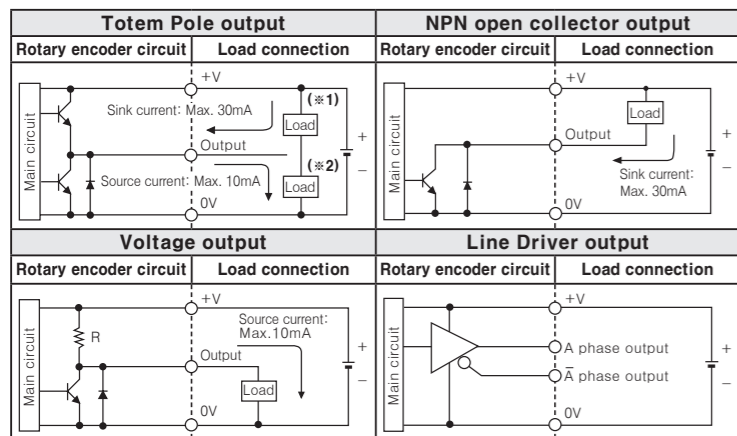 Totem Pole output
Rotary encoder circuit Load connection
Main circuit
+V
(※1)
Sink current: Max. 30mA
Load
Output
+
−
(※2)
Source current: Max. 10mA
Load
0V
NPN open collector output
Rotary encoder circuit Load connection
Main circuit
+V
Load
Output
+
−
Sink current:
Max. 30mA
0V
Voltage output
Rotary encoder circuit Load connection
Main circuit
+V
R
Source current:
Max.10mA
Output
+
−
Load
0V
Line Driver output
Rotary encoder circuit Load connection
Main circuit
+V
A phase output
+
−
A̅ phase output
0V